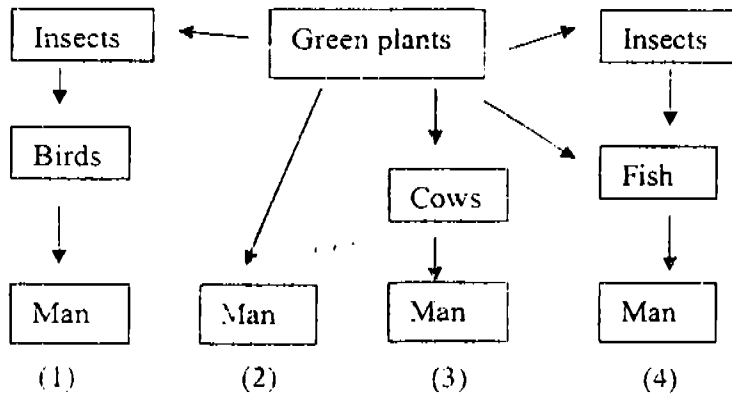 Insects Green plants Insects
Birds Fish
Cows
Man Man Man Man
(1) (2) (3) (4)